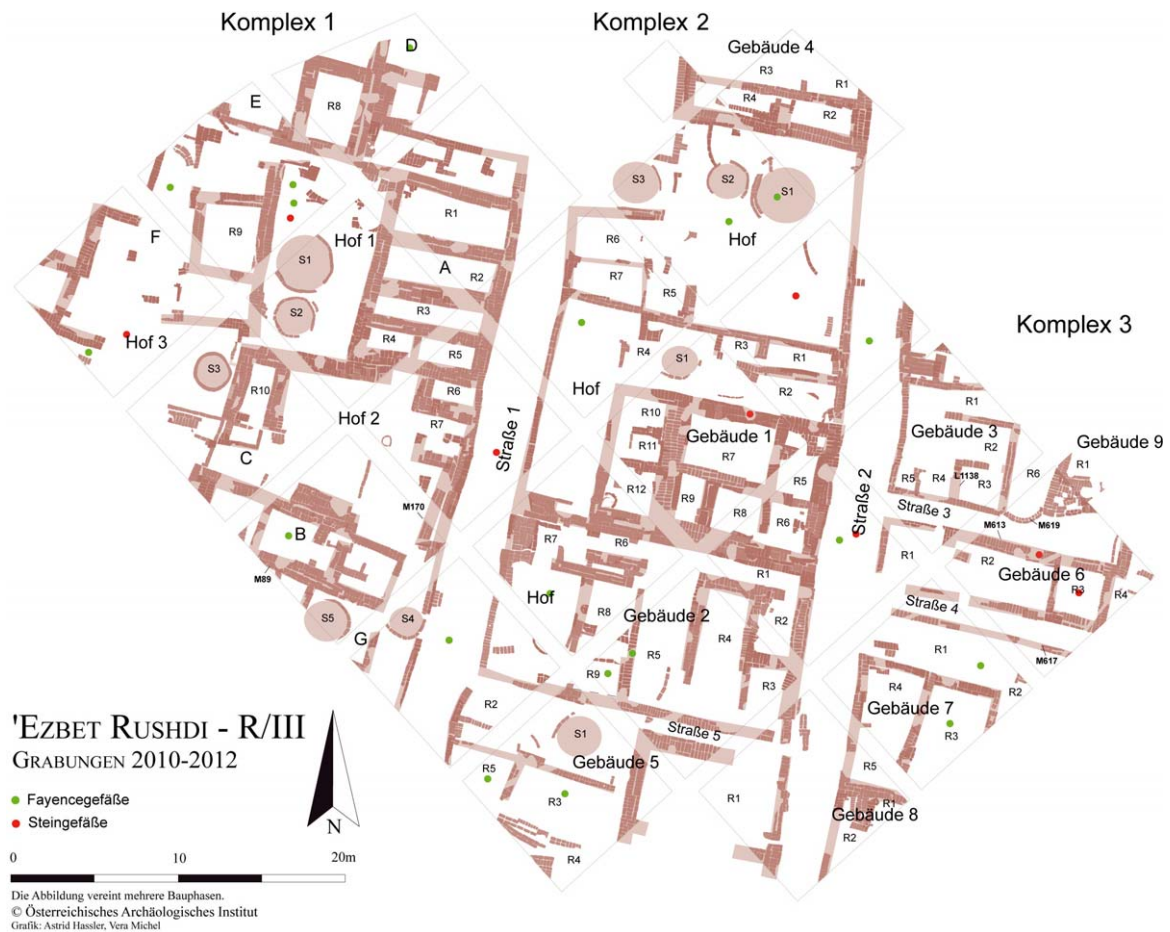 Komplex 1
Komplex 2
Komplex 3
Gebäude 4
R3
R1
R4
R2
D
E
R8
S3
S2
S1
Hof
R1
F
R9
Hof 1
S1
A
R2
R6
R7
R5
S2
R3
Hof 3
R4
R5
S3
R10
R6
Hof 2
R7
C
Straße 1
M170
B
M89
S5
S4
G
R4
S1
R3
R1
R2
Hof
R10
Gebäude 1
R11
R7
R12
R9
R5
R8
R6
Straße 2
R1
Gebäude 3
R2
Gebäude 9
R1
R5
R4
L1138
R3
R6
Straße 3
M613
M619
R1
R2
Gebäude 6
R3
R4
Straße 4
R1
M617
R2
R7
R6
R1
Hof
R8
Gebäude 2
R2
R4
R5
R9
R3
R4
Gebäude 7
R3
R5
R2
S1
Straße 5
Gebäude 5
R5
R3
R1
R4
R1
Gebäude 8
R2
'Ezbet Rushdi - R/III
Grabungen 2010-2012
Fayencegefäße
Steingefäße
N
0 10 20m
Die Abbildung vereint mehrere Bauphasen.
© Österreichisches Archäologisches Institut
Grafik: Astrid Hassler, Vera Michel